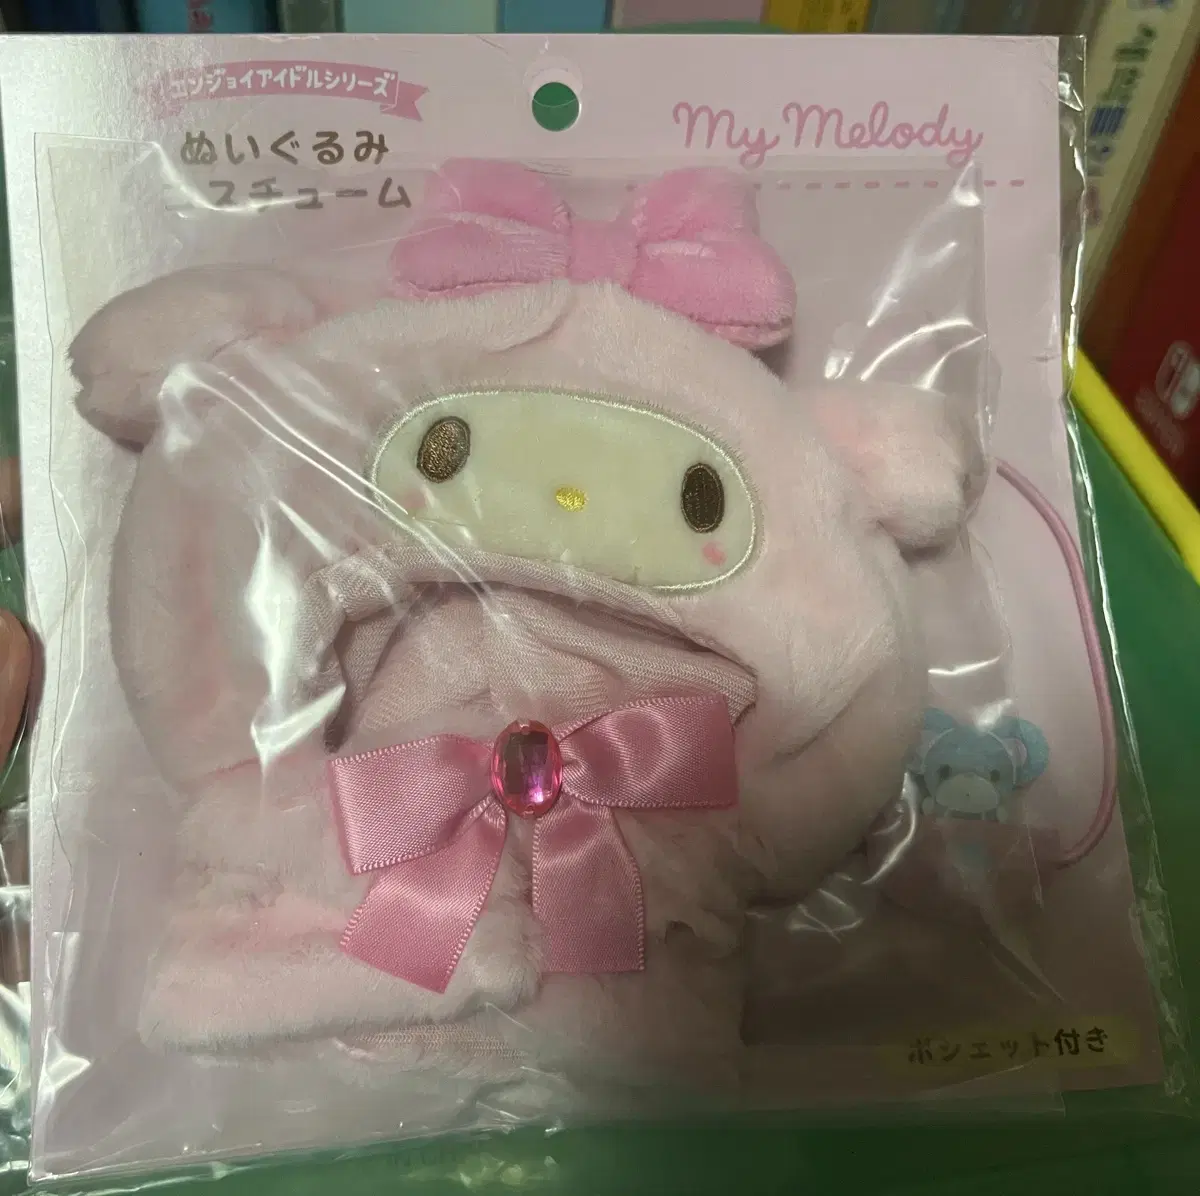 エンジョイアイドルシリーズ
My Melody
ぬいぐるみ
コスチューム
ポシェット付き